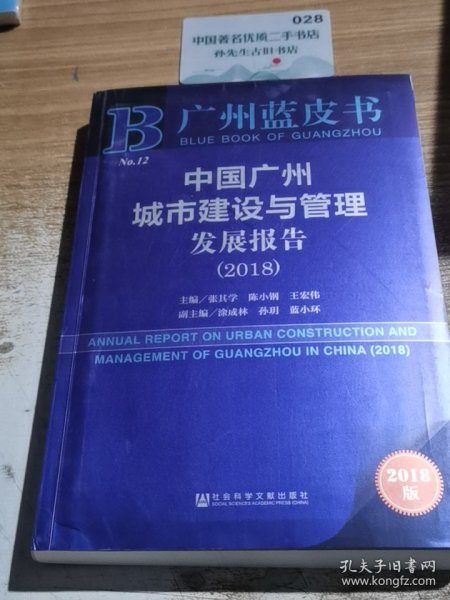 028
中国著名优质二手书店
孙先生古旧书店
B 广州蓝皮书
BLUE BOOK OF GUANGZHOU
No.12
中国广州
城市建设与管理
发展报告
(2018)
主编／张其学 陈小钢 王宏伟
副主编／涂成林 孙玥 蓝小环
ANNUAL REPORT ON URBAN CONSTRUCTION AND
MANAGEMENT OF GUANGZHOU IN CHINA (2018)
2018
版
社会科学文献出版社
SOCIAL SCIENCES ACADEMIC PRESS (CHINA)
孔夫子旧书网
www.kongfz.com